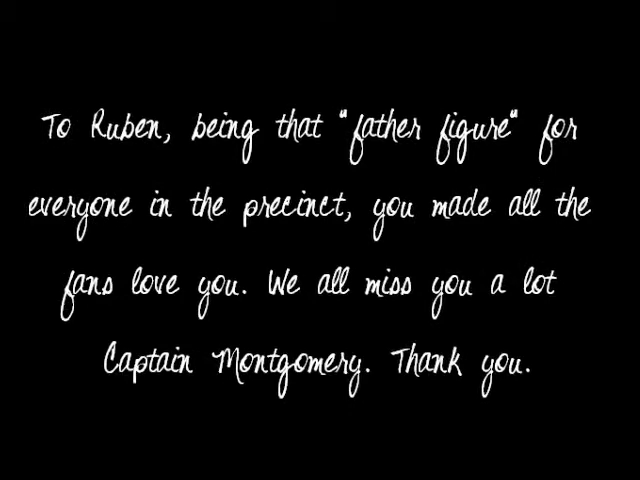 To Ruben, being that "father figure" for
everyone in the precinct, you made all the
fans love you. We all miss you a lot
Captain Montgomery. Thank you.